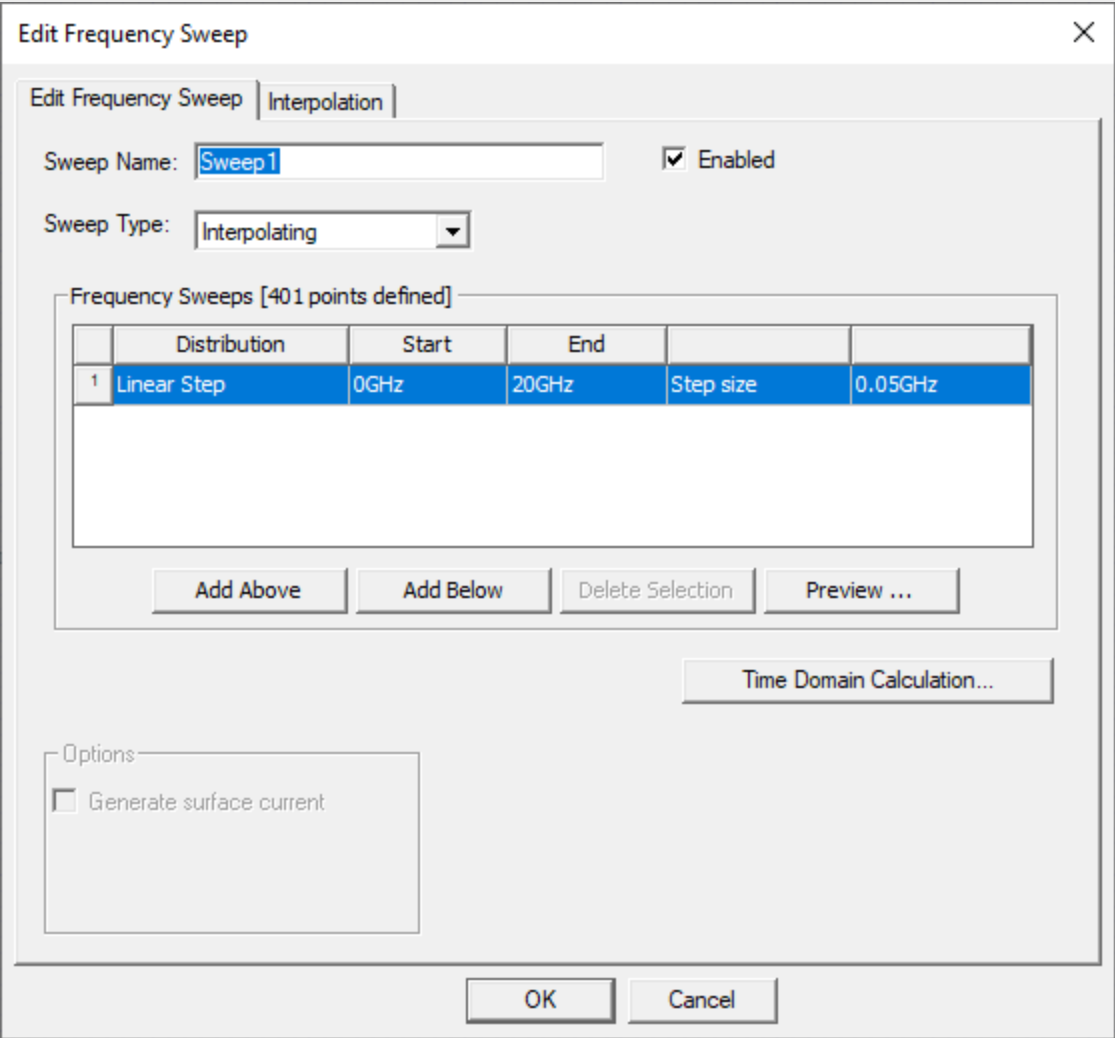 Edit Frequency Sweep
Edit Frequency Sweep Interpolation
Sweep Name: Sweep1 Enabled
Sweep Type: Interpolating
Frequency Sweeps [401 points defined]
Distribution Start End
1 Linear Step 0GHz 20GHz Step size 0.05GHz
Add Above Add Below Delete Selection Preview ...
Time Domain Calculation...
Options
Generate surface current
OK Cancel